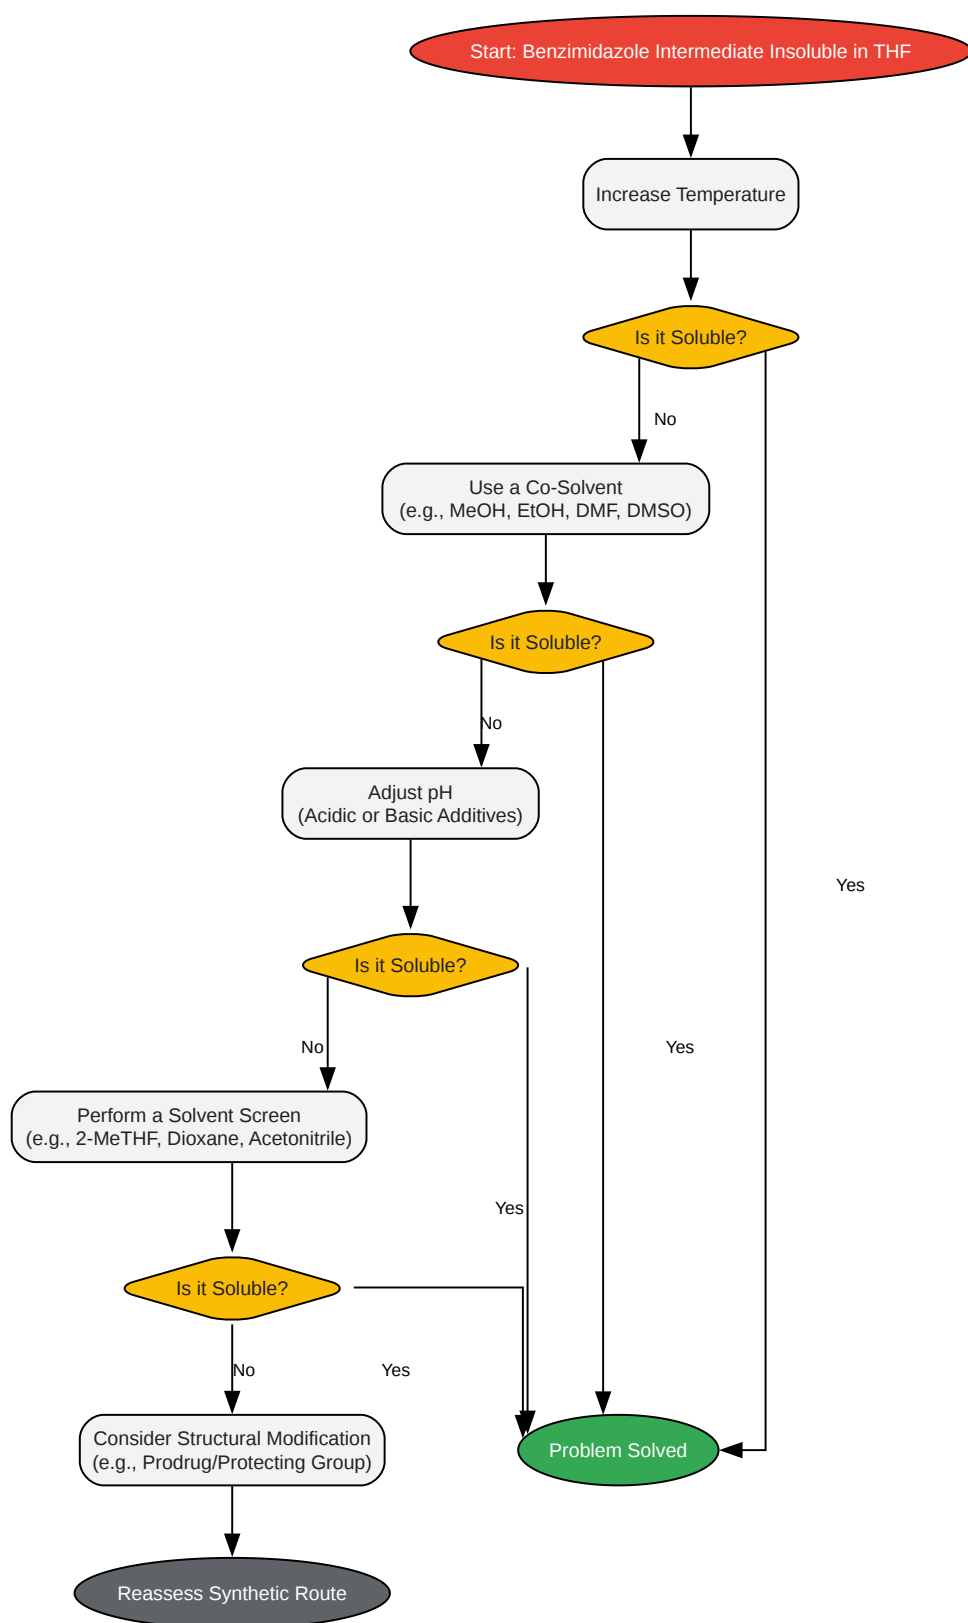 Start: Benzimidazole Intermediate Insoluble in THF
Increase Temperature
Is it Soluble?
No
Use a Co-Solvent
(e.g., MeOH, EtOH, DMF, DMSO)
Is it Soluble?
No
Adjust pH
(Acidic or Basic Additives)
Yes
Is it Soluble?
No
Yes
Perform a Solvent Screen
(e.g., 2-MeTHF, Dioxane, Acetonitrile)
Yes
Is it Soluble?
No
Yes
Consider Structural Modification
(e.g., Prodrug/Protecting Group)
Problem Solved
Reassess Synthetic Route